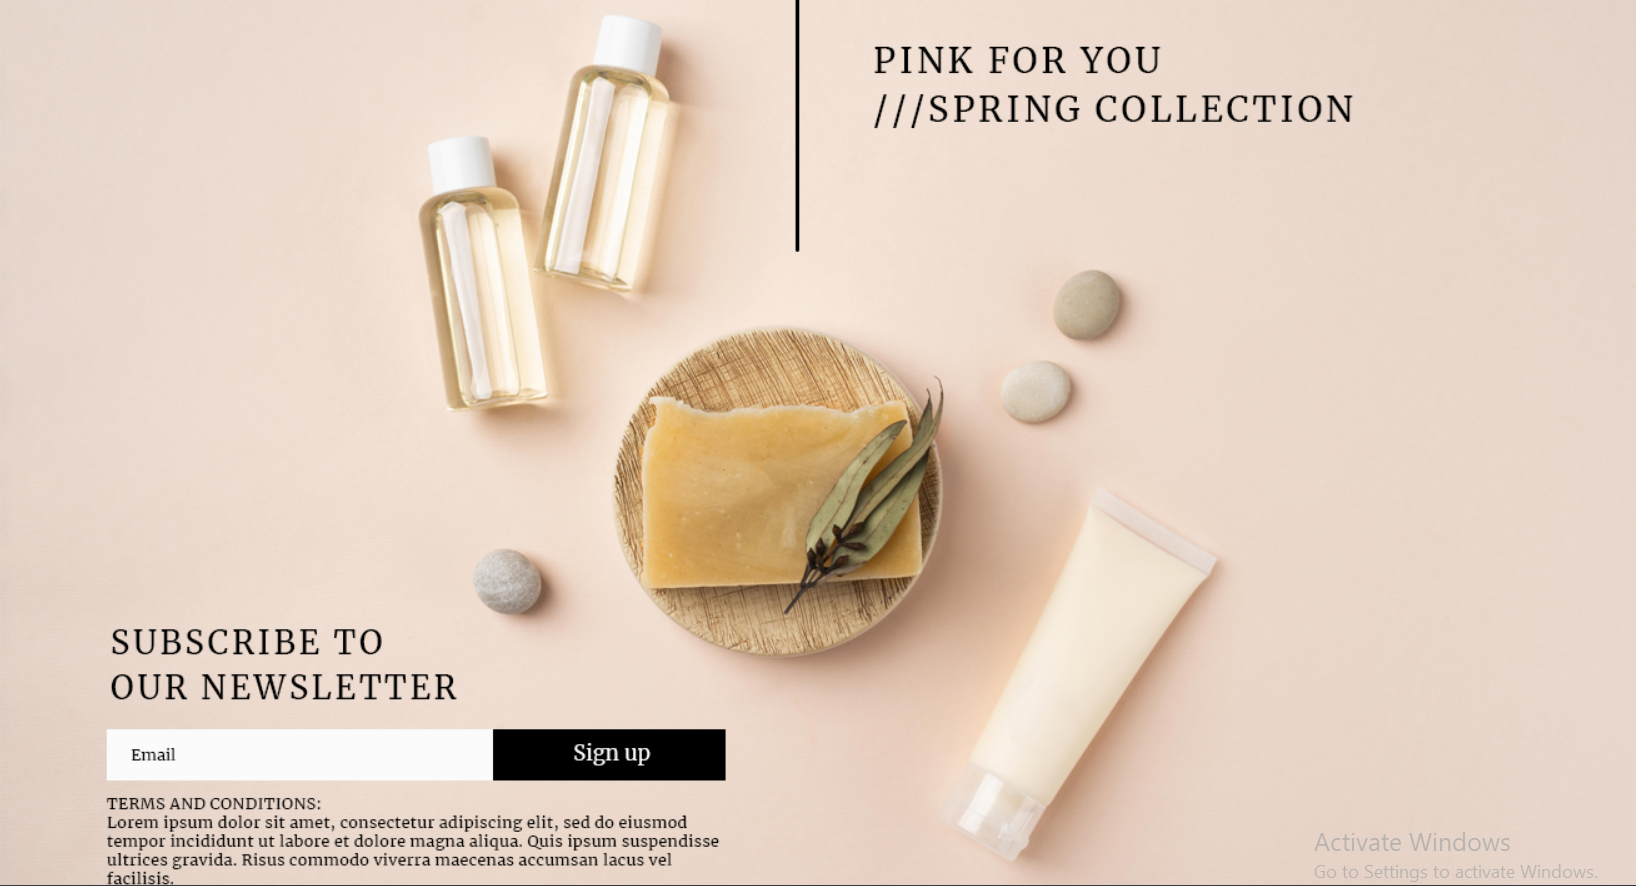 PINK FOR YOU
///SPRING COLLECTION
SUBSCRIBE TO
OUR NEWSLETTER
Email
Sign up
TERMS AND CONDITIONS:
Lorem ipsum dolor sit amet, consectetur adipiscing elit, sed do eiusmod
tempor incididunt ut labore et dolore magna aliqua. Quis ipsum suspendisse
ultrices gravida. Risus commodo viverra maecenas accumsan lacus vel
facilisis.
Activate Windows
Go to Settings to activate Windows.